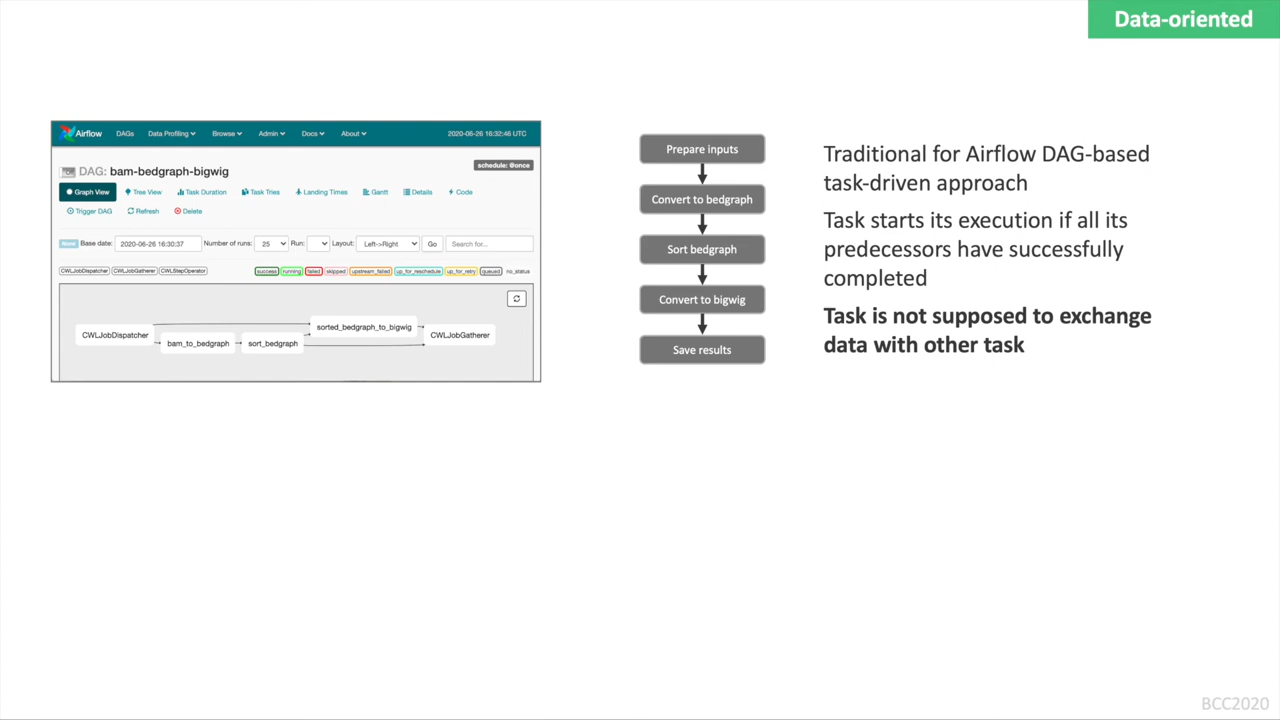 Data-oriented
Airflow DAGs Data Profiling Browse Admin Docs About 2020-06-26 16:32:46 UTC
DAG: bam-bedgraph-bigwig
schedule: @once
Graph View Tree View Task Duration Task Tries Landing Times Gantt Details Code
Trigger DAG Refresh Delete
None Base date: 2020-06-26 16:30:37 Number of runs: 25 Run: Layout: Left->Right Go Search for...
CWLJobDispatcher CWLJobGatherer CWLStepOperator success running failed skipped upstream_failed up_for_reschedule up_for_retry queued no_status
CWLJobDispatcher
bam_to_bedgraph
sort_bedgraph
sorted_bedgraph_to_bigwig
CWLJobGatherer
Prepare inputs
Convert to bedgraph
Sort bedgraph
Convert to bigwig
Save results
Traditional for Airflow DAG-based
task-driven approach
Task starts its execution if all its
predecessors have successfully
completed
Task is not supposed to exchange
data with other task
BCC2020